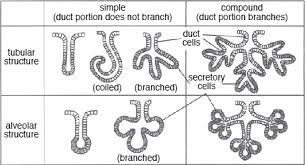 simple
(duct portion does not branch)
compound
(duct portion branches)
tubular
structure
duct
cells
(coiled)
(branched)
secretory
cells
alveolar
structure
(branched)